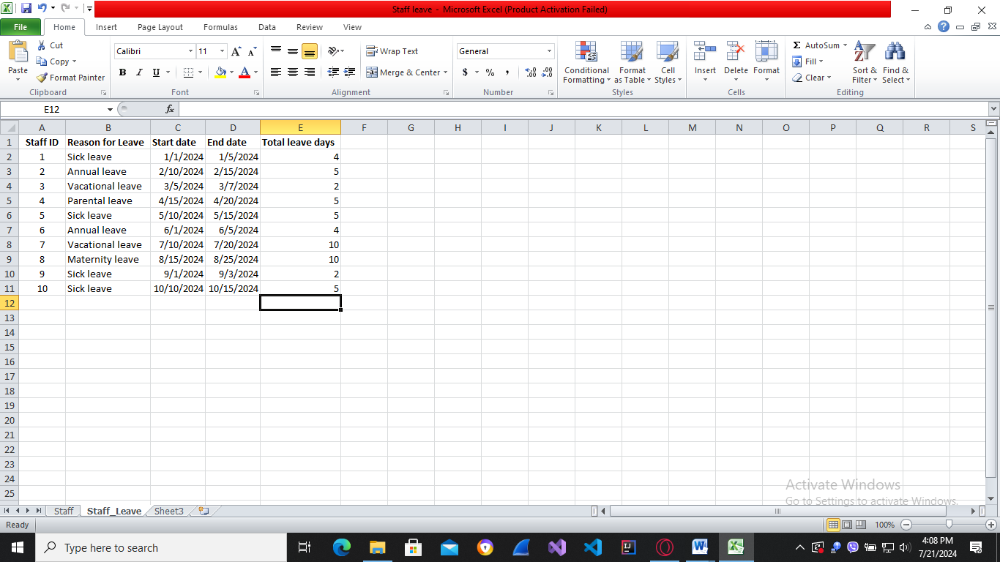 Staff leave - Microsoft Excel (Product Activation Failed)
File Home Insert Page Layout Formulas Data Review View
Paste Cut Copy Format Painter Clipboard
Calibri 11 B I U Font
Wrap Text Merge & Center Alignment
General $ % , Number
Conditional Formatting Format as Table Cell Styles Styles
Insert Delete Format Cells
Σ AutoSum Fill Clear Sort & Filter Find & Select Editing
E12 fx
A B C D E F G H I J K L M N O P Q R S
1 Staff ID Reason for Leave Start date End date Total leave days
2 1 Sick leave 1/1/2024 1/5/2024 4
3 2 Annual leave 2/10/2024 2/15/2024 5
4 3 Vacational leave 3/5/2024 3/7/2024 2
5 4 Parental leave 4/15/2024 4/20/2024 5
6 5 Sick leave 5/10/2024 5/15/2024 5
7 6 Annual leave 6/1/2024 6/5/2024 4
8 7 Vacational leave 7/10/2024 7/20/2024 10
9 8 Maternity leave 8/15/2024 8/25/2024 10
10 9 Sick leave 9/1/2024 9/3/2024 2
11 10 Sick leave 10/10/2024 10/15/2024 5
12
13
14
15
16
17
18
19
20
21
22
23
24
25
Activate Windows
Go to Settings to activate Windows.
Staff Staff_Leave Sheet3
Ready 100%
Type here to search
4:08 PM
7/21/2024